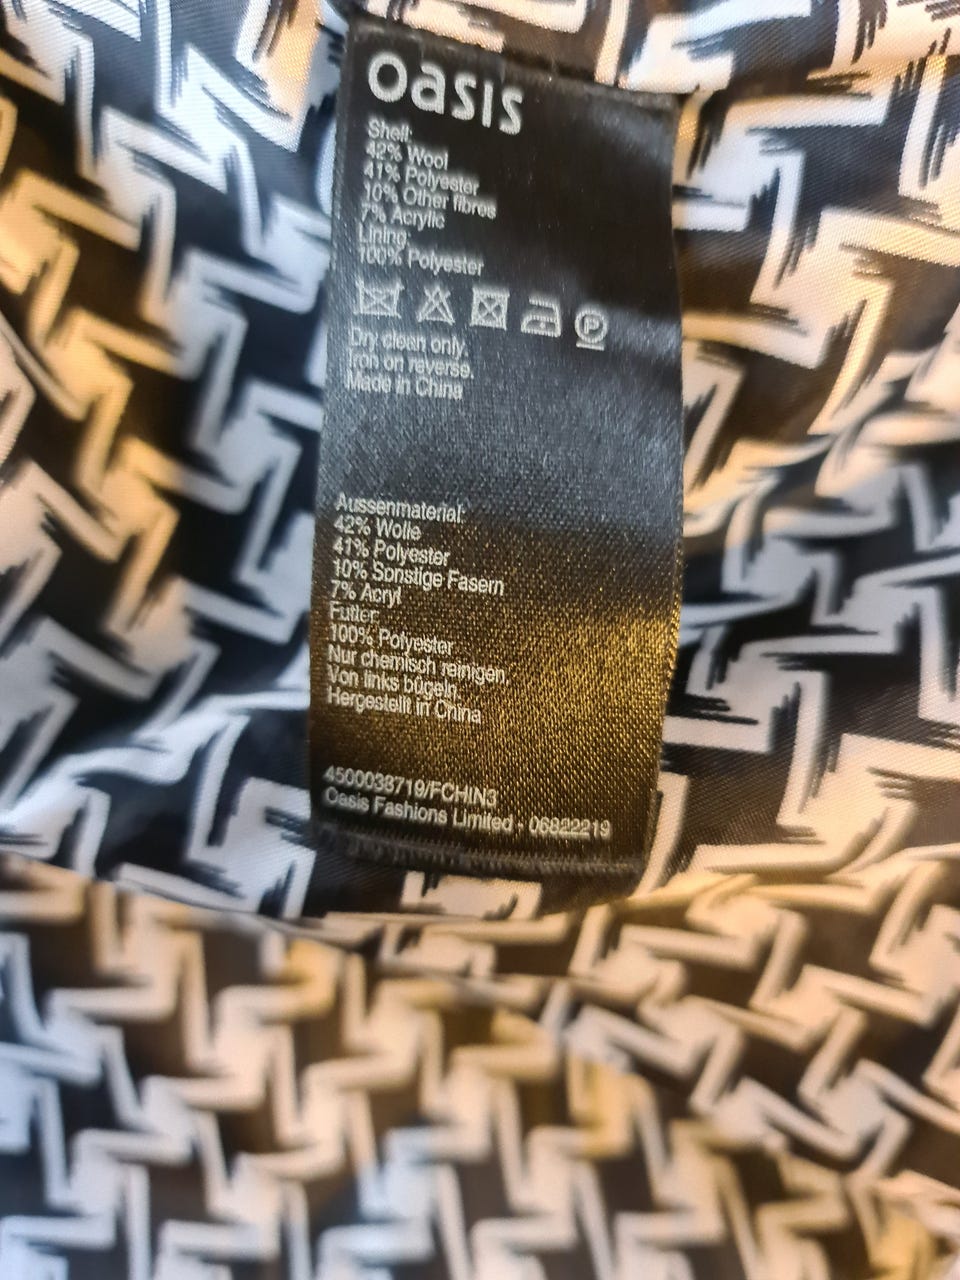 oasis
Shell:
42% Wool
41% Polyester
10% Other fibres
7% Acrylic
Lining:
100% Polyester
P
Dry clean only.
Iron on reverse.
Made in China
Aussenmaterial:
42% Wolle
41% Polyester
10% Sonstige Fasern
7% Acryl
Futter:
100% Polyester
Nur chemisch reinigen.
Von links bügeln.
Hergestellt in China
4500038719/FCHIN3
Oasis Fashions Limited - 06822219